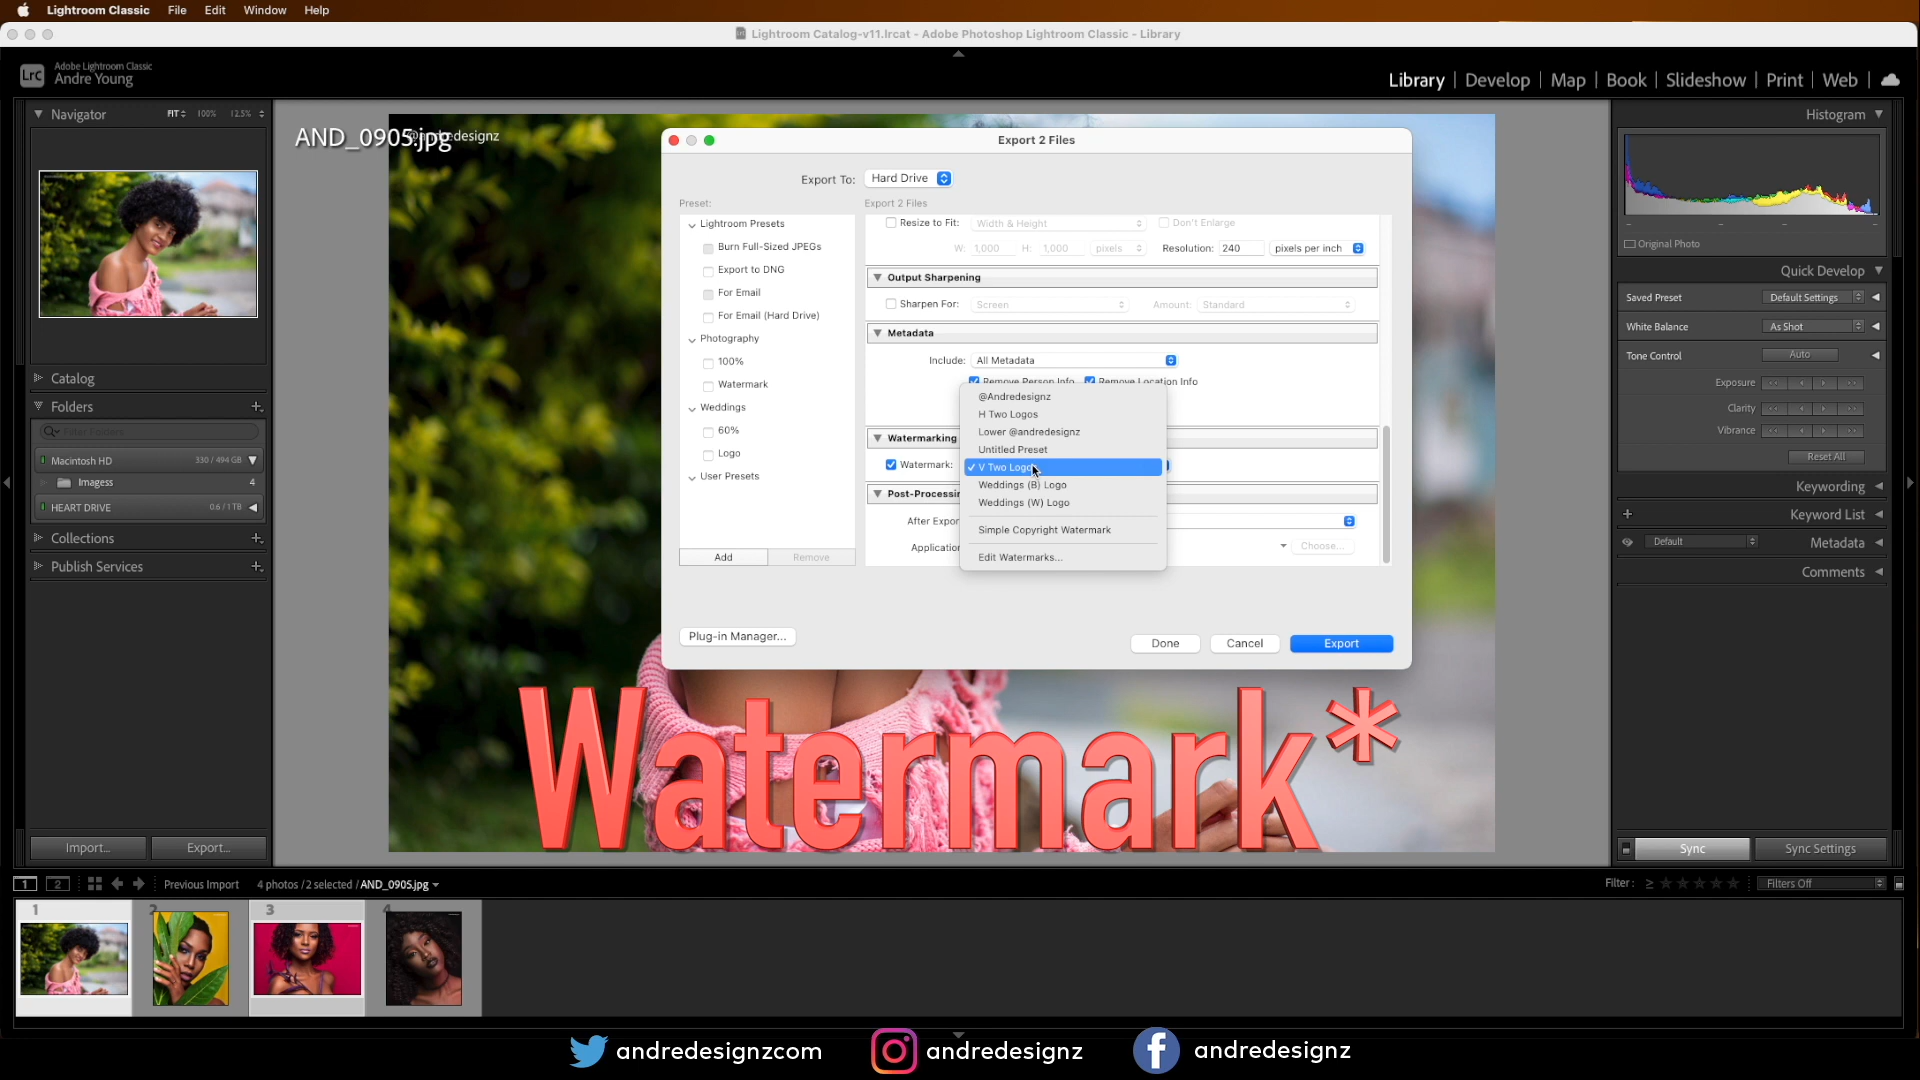 Lightroom Classic File Edit Window Help
Lightroom Catalog-v11.lrcat - Adobe Photoshop Lightroom Classic - Library
LrC
Adobe Lightroom Classic
Andre Young
Library | Develop | Map | Book | Slideshow | Print | Web
Navigator FIT 100% 12.5%
Catalog
Folders
Filter Folders
Macintosh HD 330 / 494 GB
Imagess 4
HEART DRIVE 0.6 / 1 TB
Collections
Publish Services
Import... Export...
AND_0905.jpg
Export 2 Files
Export To: Hard Drive
Preset:
Lightroom Presets
Burn Full-Sized JPEGs
Export to DNG
For Email
For Email (Hard Drive)
Photography
100%
Watermark
Weddings
60%
Logo
User Presets
Add Remove
Plug-in Manager...
Export 2 Files
Resize to Fit: Width & Height Don't Enlarge
W: 1,000 H: 1,000 pixels Resolution: 240 pixels per inch
Output Sharpening
Sharpen For: Screen Amount: Standard
Metadata
Include: All Metadata
Remove Person Info Remove Location Info
Watermarking
Watermark:
@Andredesignz
H Two Logos
Lower @andredesignz
Untitled Preset
V Two Logos
Weddings (B) Logo
Weddings (W) Logo
Simple Copyright Watermark
Edit Watermarks...
Post-Processin
After Expor
Application
Choose...
Done Cancel Export
Watermark*
Histogram
Original Photo
Quick Develop
Saved Preset Default Settings
White Balance As Shot
Tone Control Auto
Exposure
Clarity
Vibrance
Reset All
Keywording
Keyword List
Default Metadata
Comments
Sync Sync Settings
1 2 Previous Import 4 photos / 2 selected / AND_0905.jpg
Filter: Filters Off
1 2 3 4
andredesignzcom andredesignz andredesignz